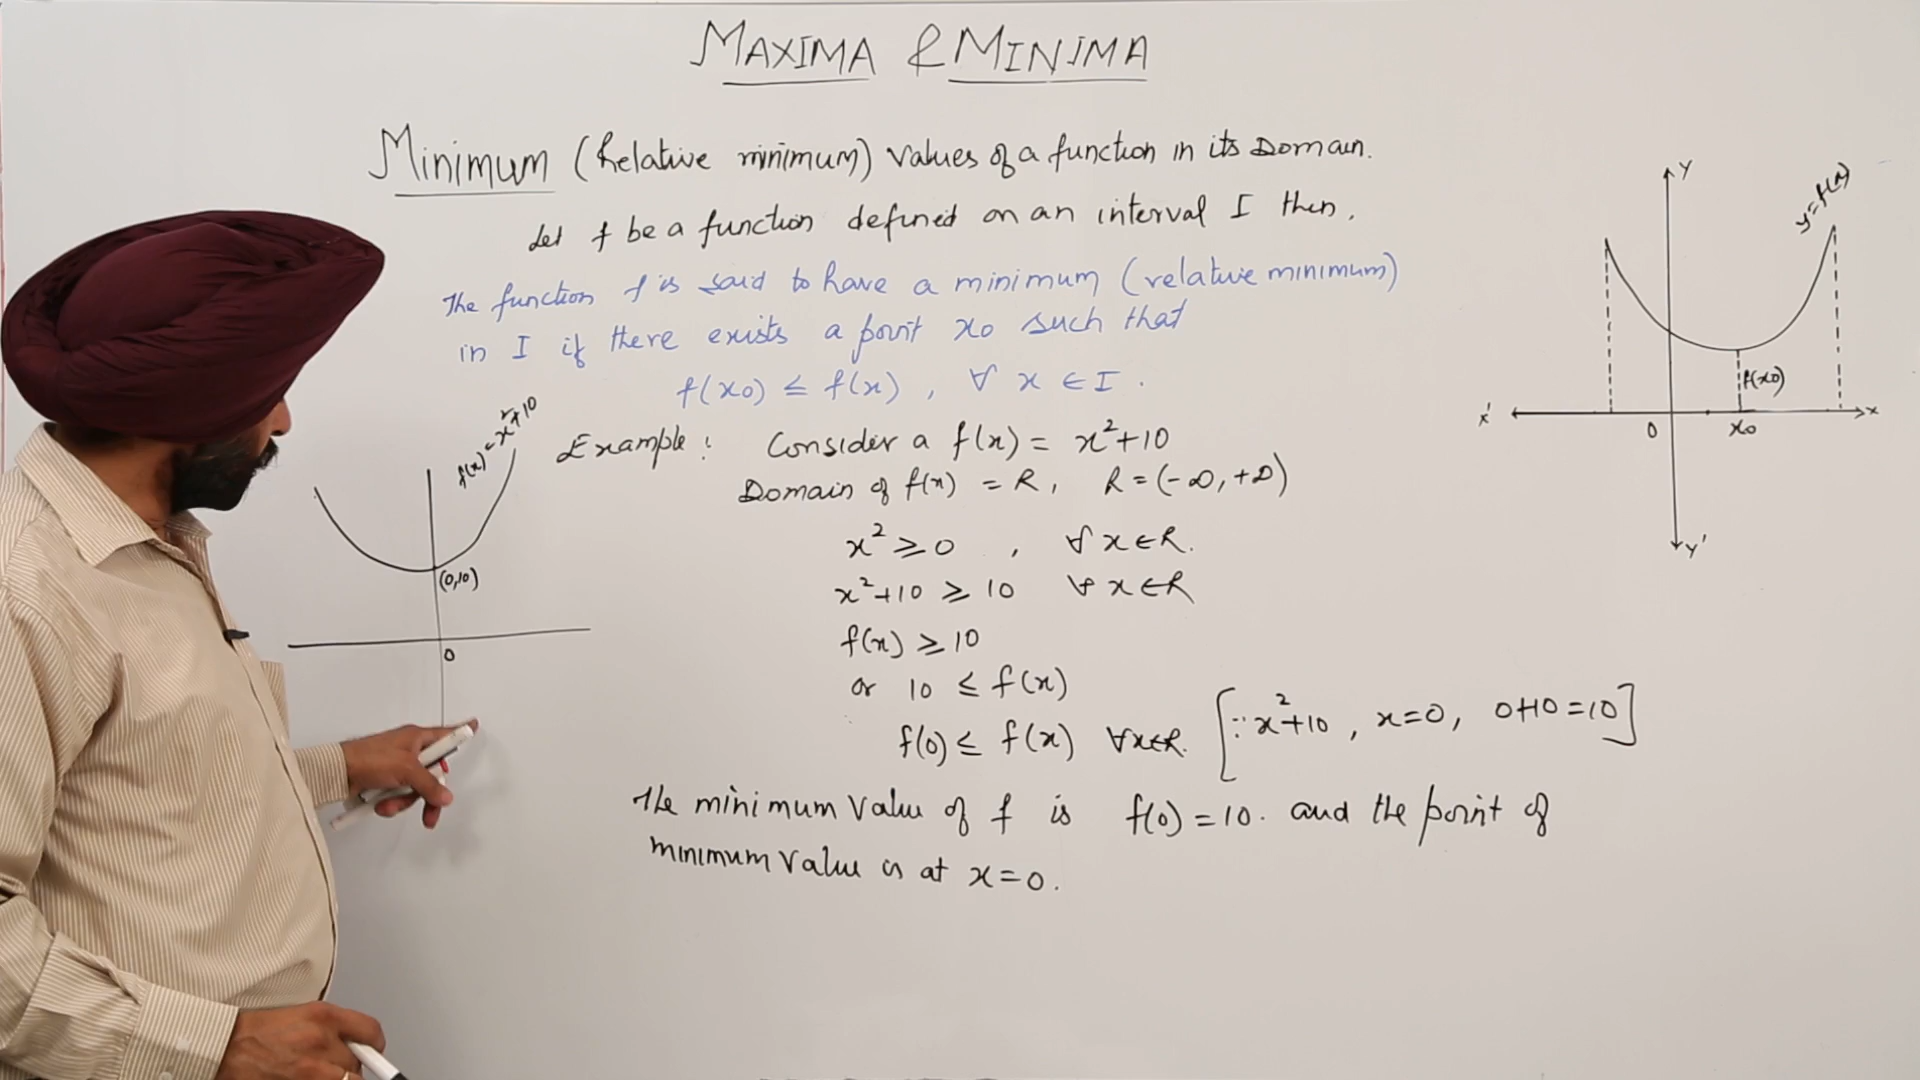 MAXIMA & MINIMA
Minimum (Relative minimum) Values of a function in its Domain.
Let f be a function defined on an interval I then,
The function f is said to have a minimum (relative minimum)
in I if there exists a point x₀ such that
f(x₀) ≤ f(x) , ∀ x ∈ I .
Example : Consider a f(x) = x²+10
Domain of f(x) = R, R = (-∞, +∞)
x² ≥ 0 , ∀ x ∈ R.
x²+10 ≥ 10 ∀ x ∈ R
f(x) ≥ 10
or 10 ≤ f(x)
f(0) ≤ f(x) ∀ x∈R. [∵ x²+10 , x=0, 0+10=10]
The minimum Value of f is f(0) = 10. and the point of
minimum Value is at x=0.
f(x) = x²+10
(0,10)
0
Y
y=f(x)
f(x₀)
X'
X
0
x₀
Y'